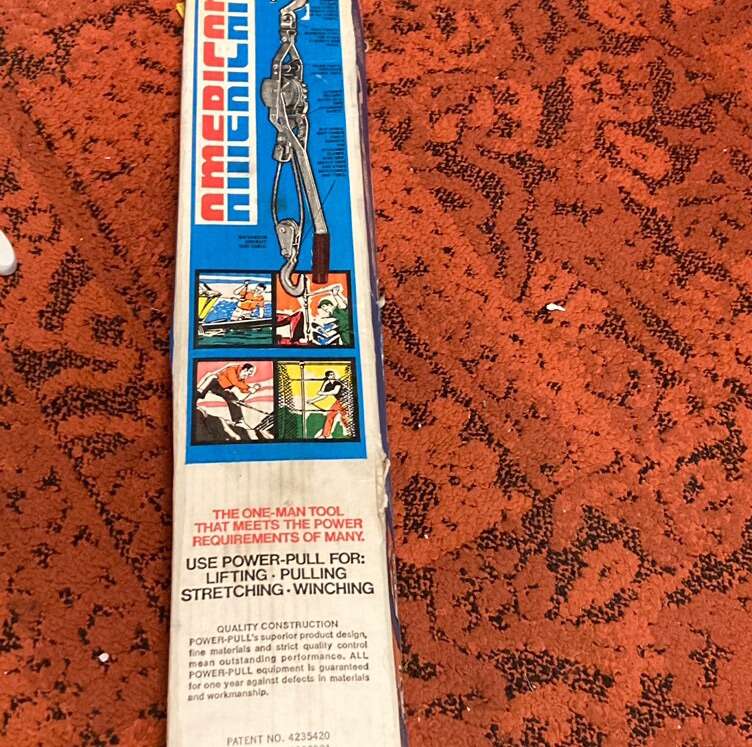 AMERICAN
THE ONE-MAN TOOL
THAT MEETS THE POWER
REQUIREMENTS OF MANY.
USE POWER-PULL FOR:
LIFTING · PULLING
STRETCHING · WINCHING
QUALITY CONSTRUCTION
POWER-PULL's superior product design,
fine materials and strict quality control
mean outstanding performance. ALL
POWER-PULL equipment is guaranteed
for one year against defects in materials
and workmanship.
PATENT NO. 4235420